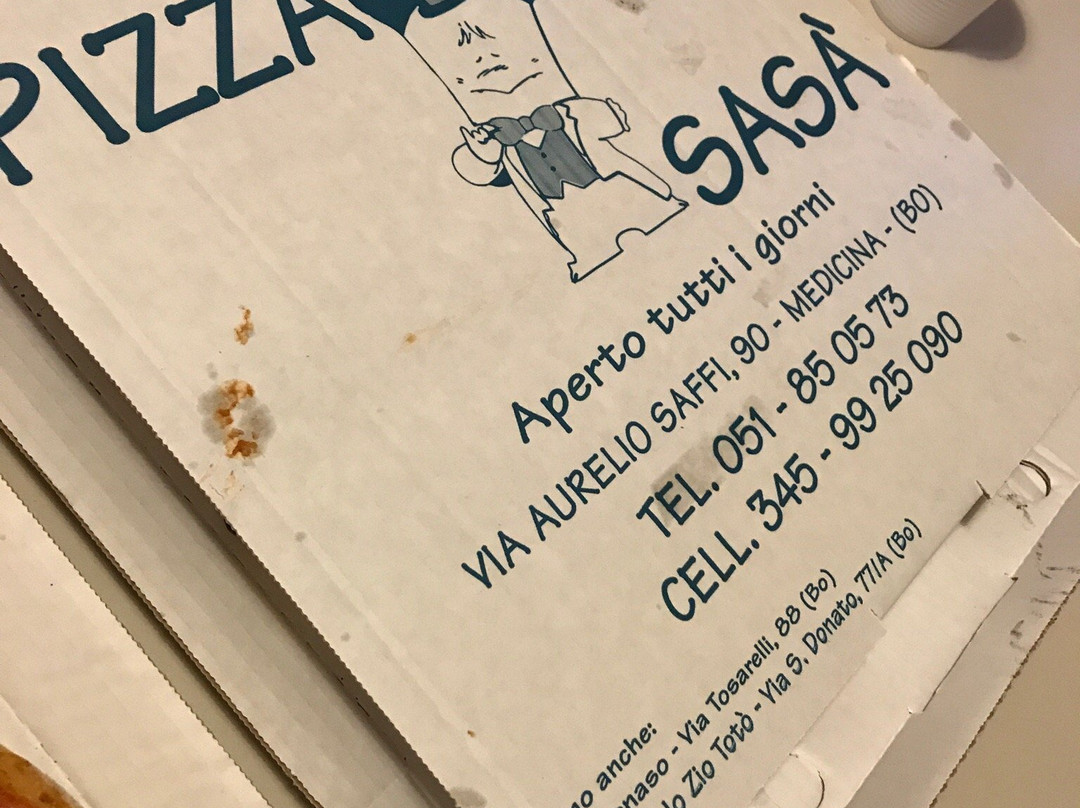 PIZZA
SASÀ
Aperto tutti i giorni
VIA AURELIO SAFFI, 90 - MEDICINA - (BO)
TEL. 051 - 85 05 73
CELL. 345 - 99 25 090
anche:
- Via Tosarelli, 88 (Bo)
Zio Totò - Via S. Donato, 77/A (Bo)